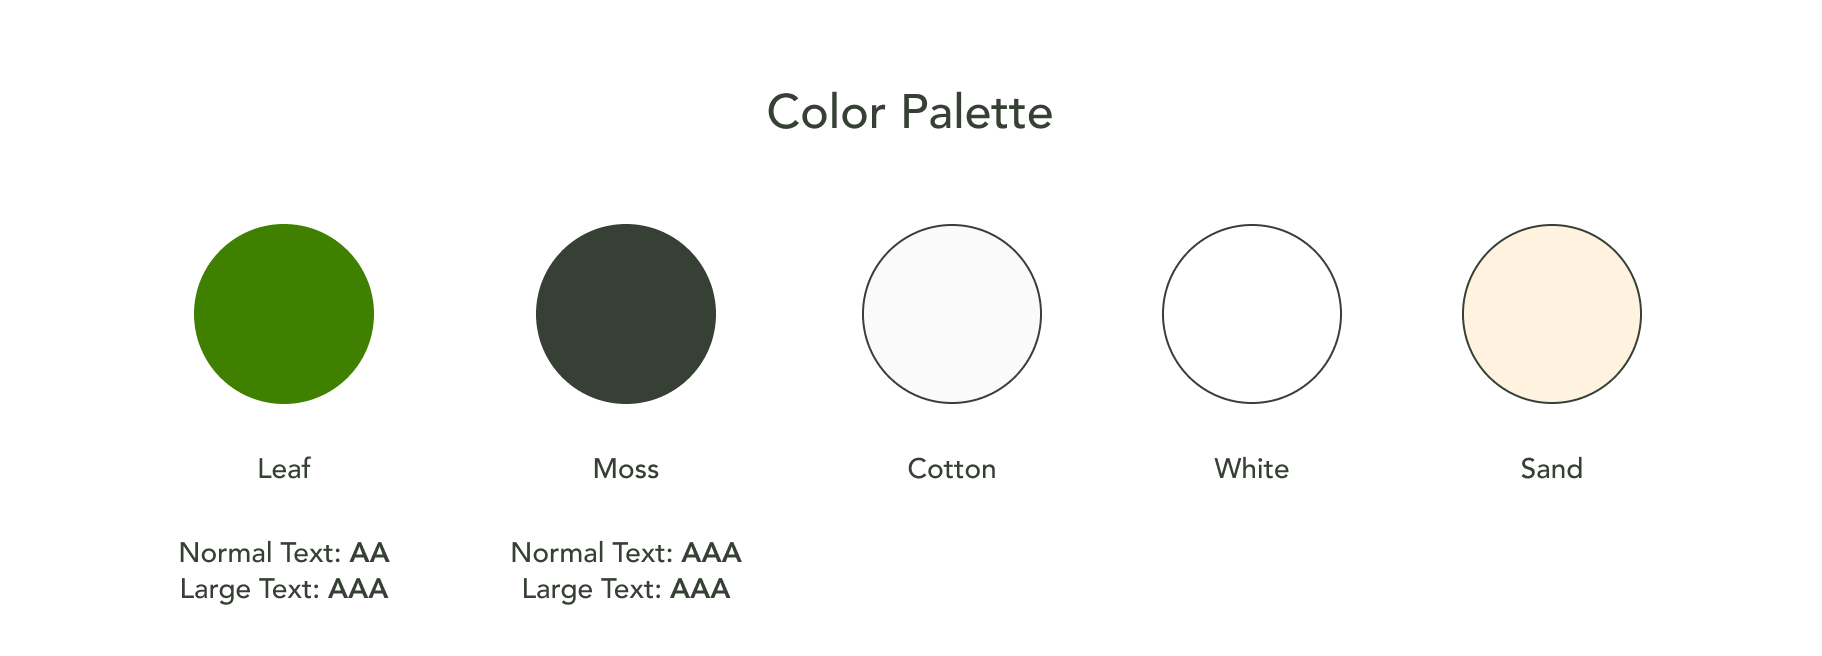 Color Palette
Leaf
Moss
Cotton
White
Sand
Normal Text: AA
Large Text: AAA
Normal Text: AAA
Large Text: AAA